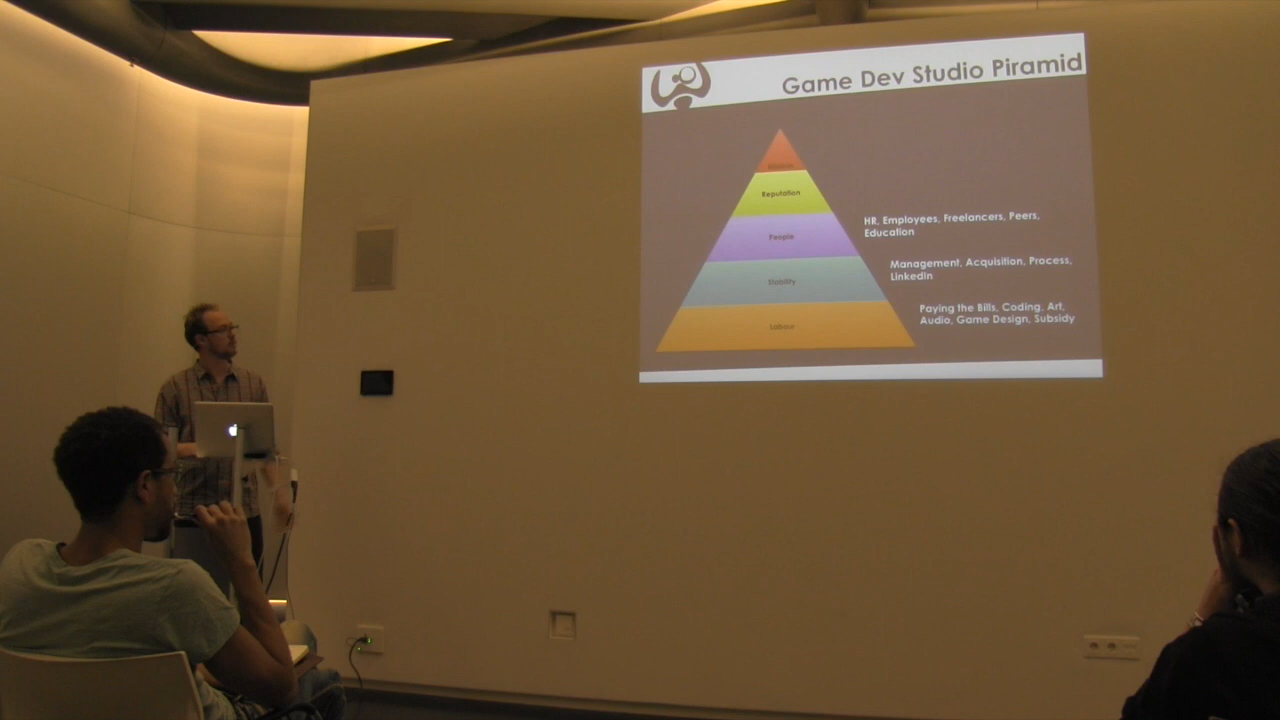 Game Dev Studio Piramid
Reputation
People
Stability
Labour
HR, Employees, Freelancers, Peers,
Education
Management, Acquisition, Process,
LinkedIn
Paying the Bills, Coding, Art,
Audio, Game Design, Subsidy